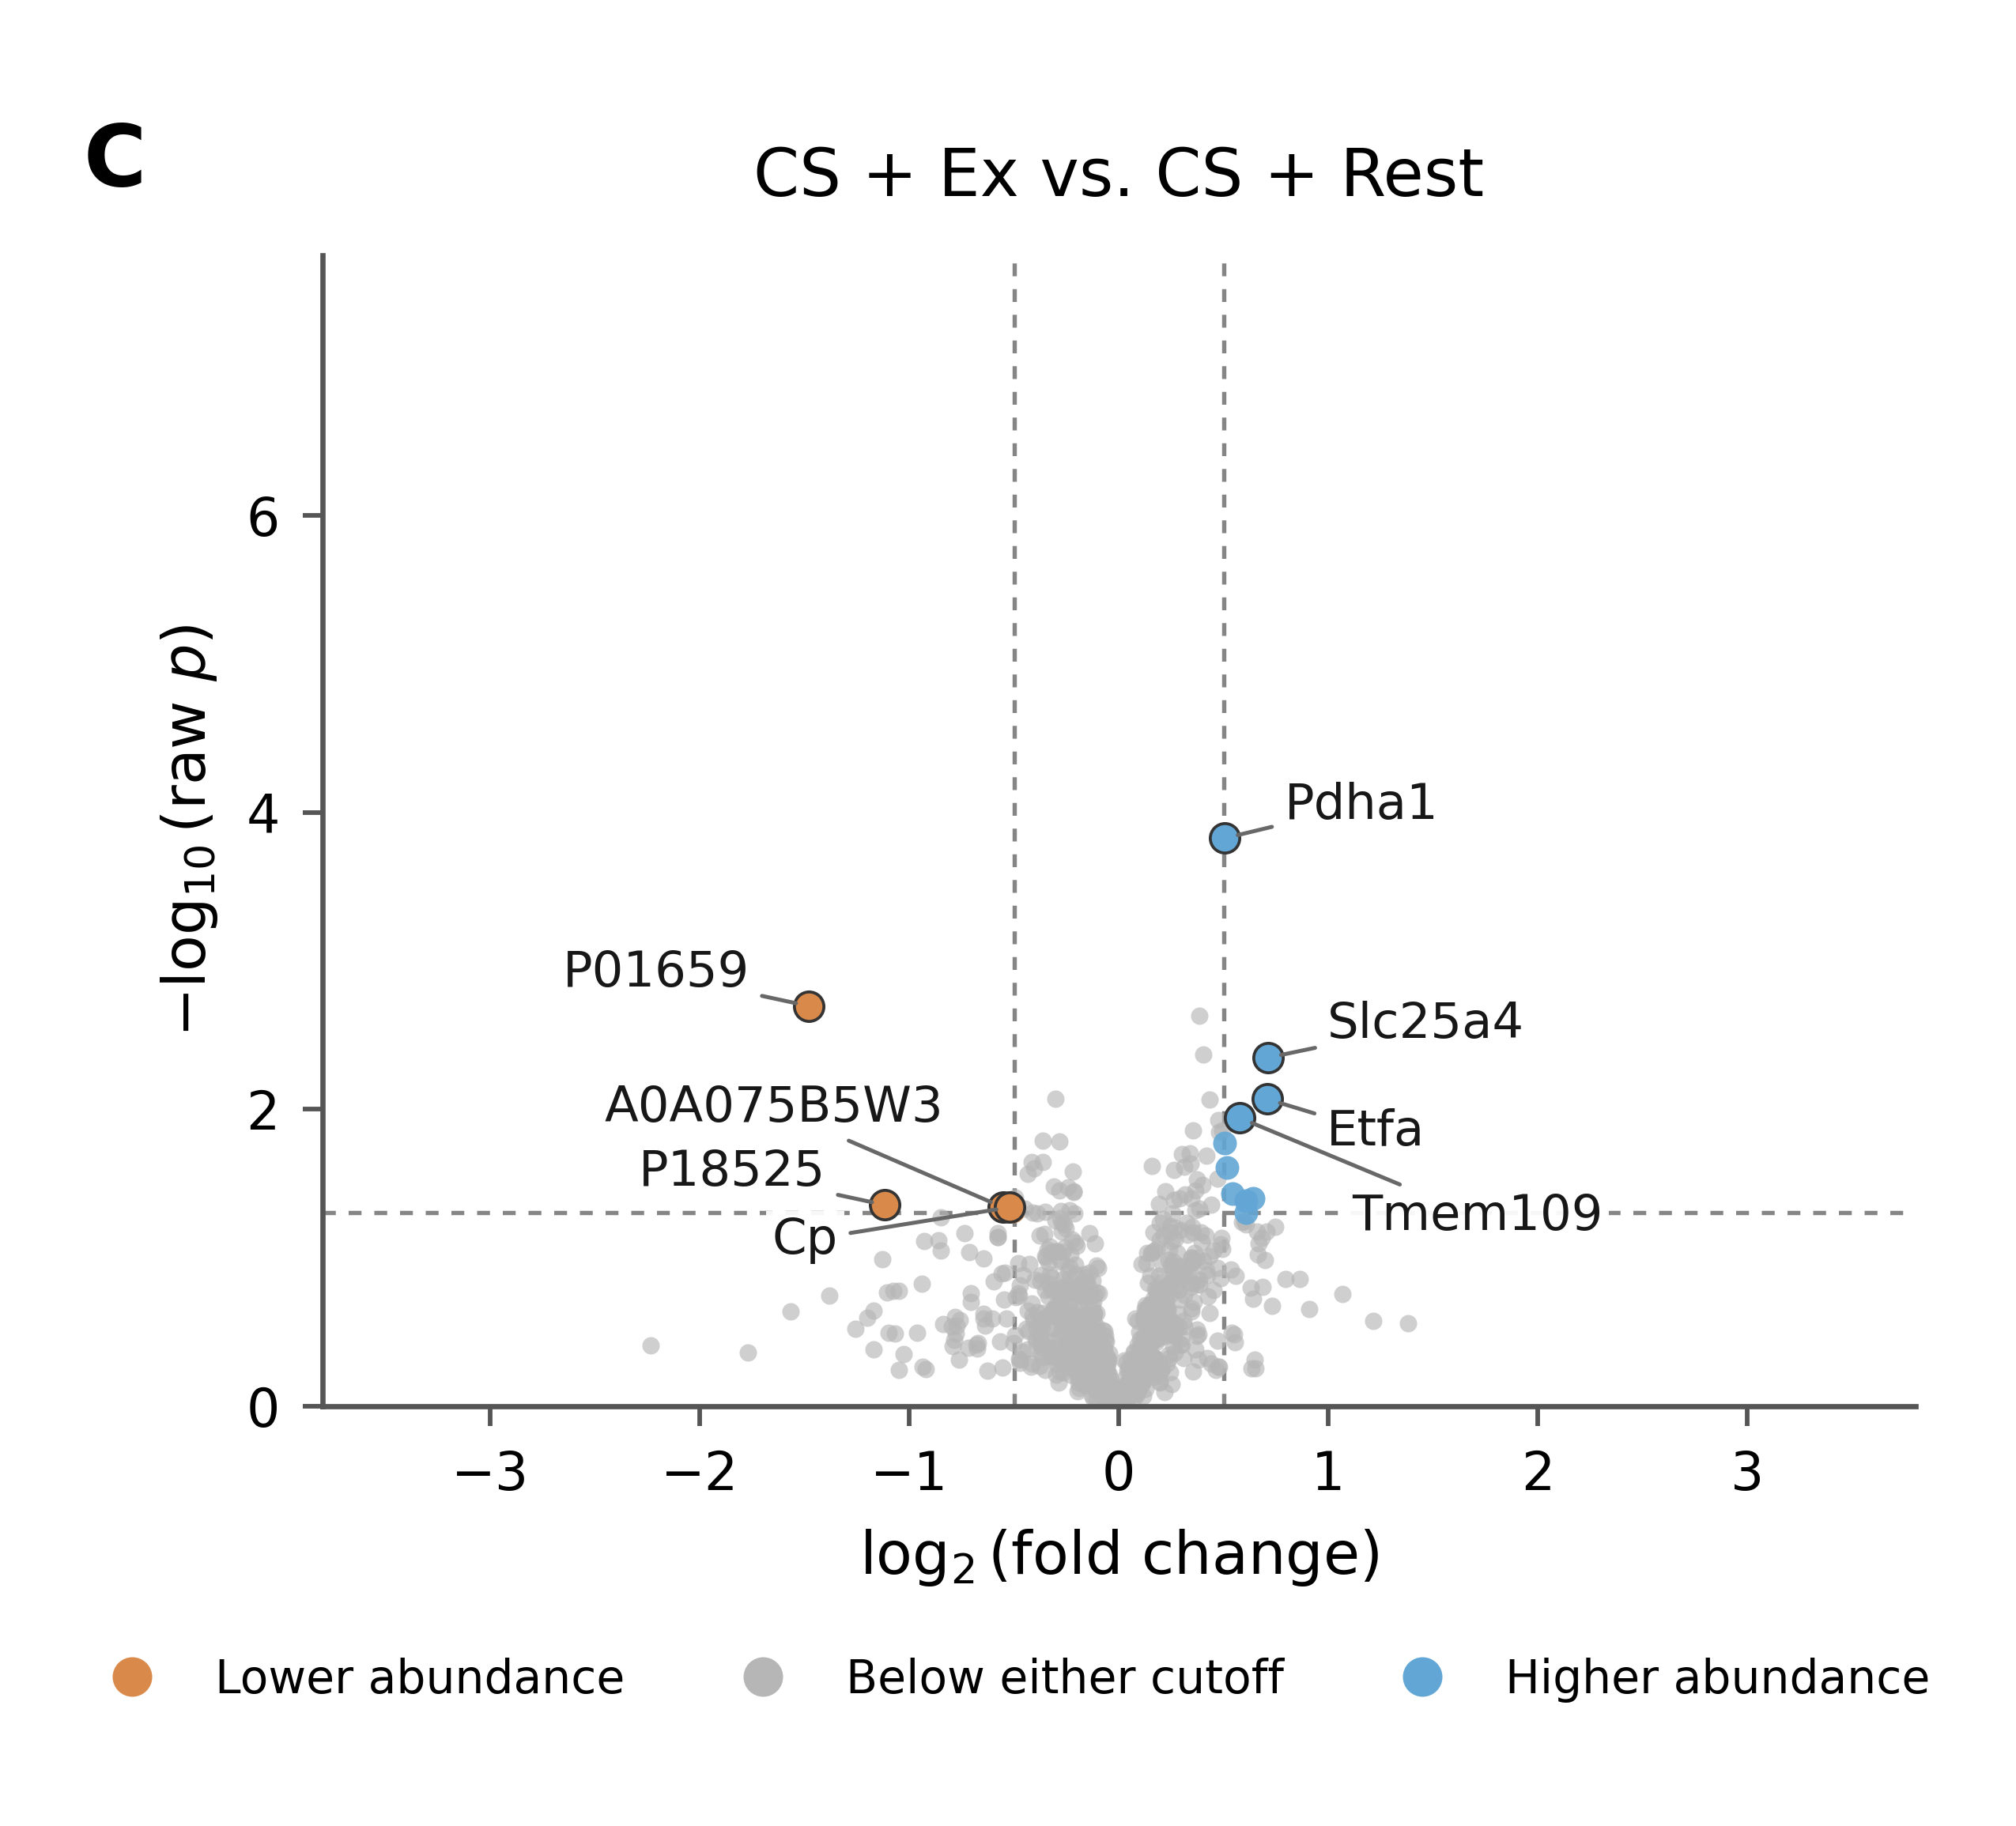 C
CS + Ex vs. CS + Rest
−log₁₀ (raw p)
6
4
2
0
Pdha1
P01659
Slc25a4
A0A075B5W3
Etfa
P18525
Tmem109
Cp
−3 −2 −1 0 1 2 3
log₂ (fold change)
Lower abundance Below either cutoff Higher abundance